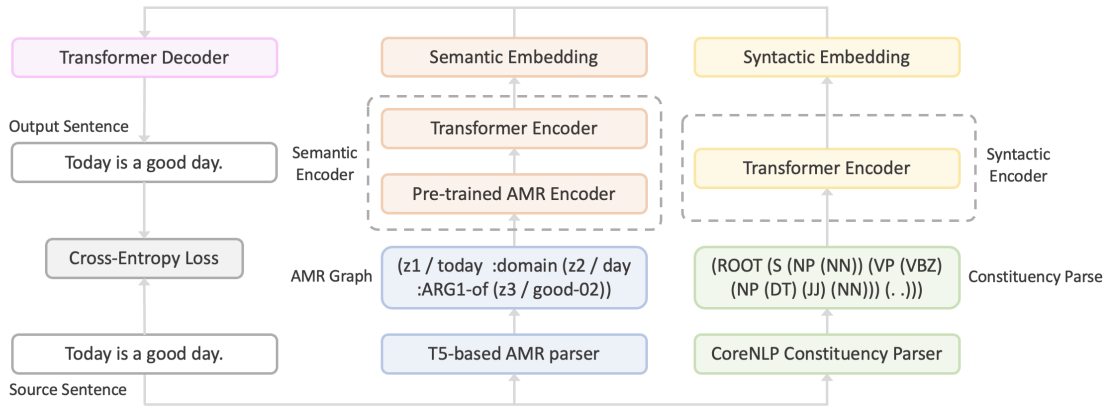 Transformer Decoder
Semantic Embedding
Syntactic Embedding
Output Sentence
Today is a good day.
Semantic
Encoder
Transformer Encoder
Pre-trained AMR Encoder
Transformer Encoder
Syntactic
Encoder
Cross-Entropy Loss
AMR Graph
(z1 / today :domain (z2 / day
:ARG1-of (z3 / good-02))
(ROOT (S (NP (NN)) (VP (VBZ)
(NP (DT) (JJ) (NN))) (. .)))
Constituency Parse
Today is a good day.
T5-based AMR parser
CoreNLP Constituency Parser
Source Sentence